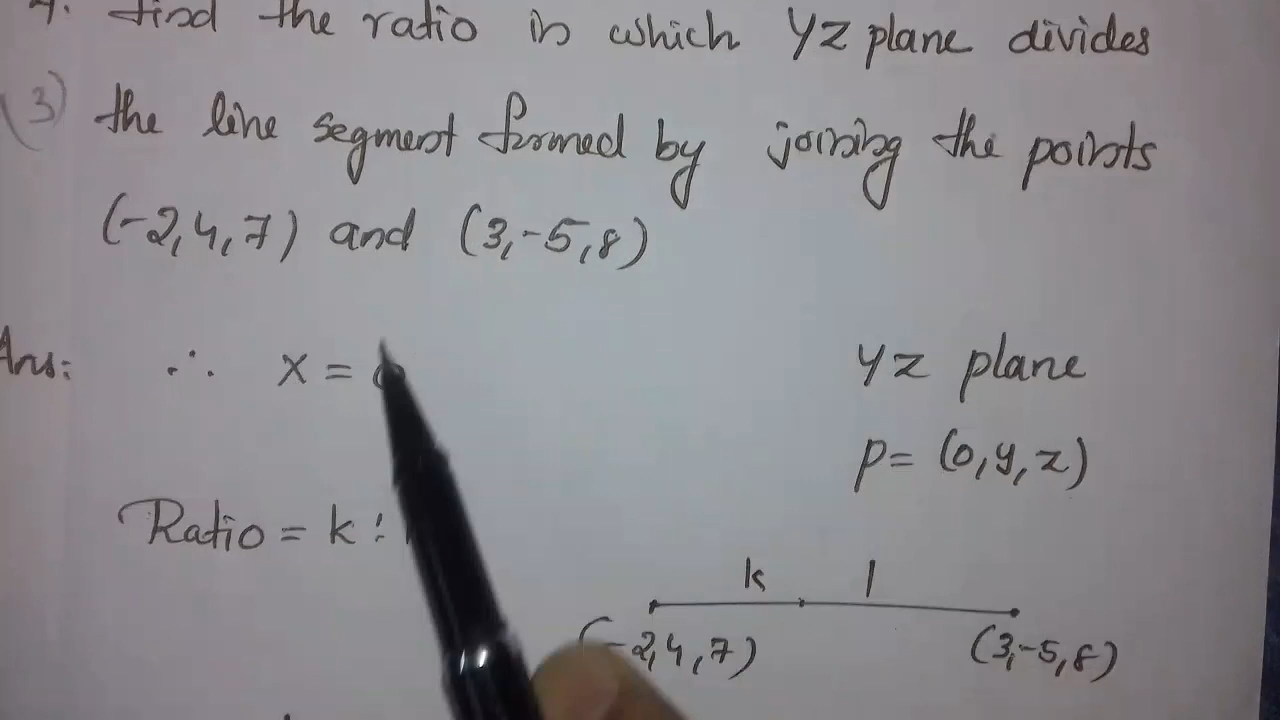 4. find the ratio in which YZ plane divides
(3) the line segment formed by joining the points
(-2,4,7) and (3,-5,8)
Ans: ∴ x =
YZ plane
P= (0,y,z)
Ratio = k :
k 1
(-2,4,7) (3,-5,8)